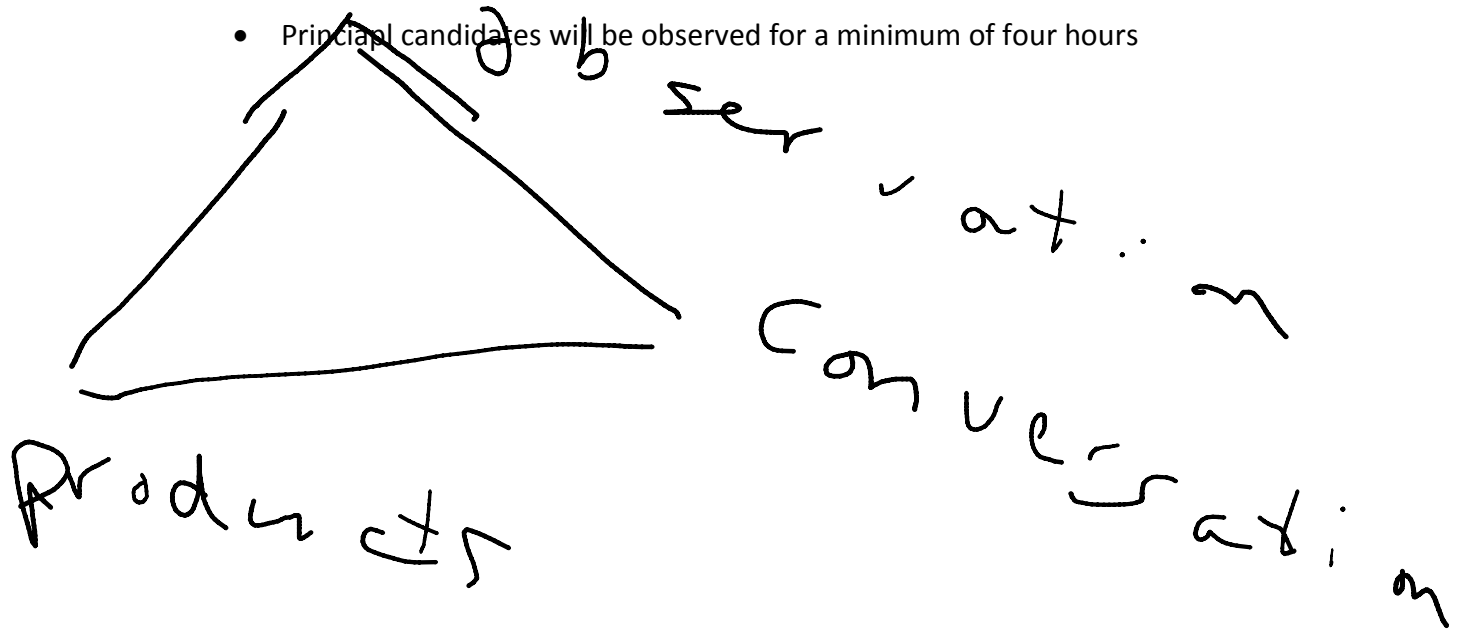 • Princiapl candidates will be observed for a minimum of four hours
Observation
Conversation
Products